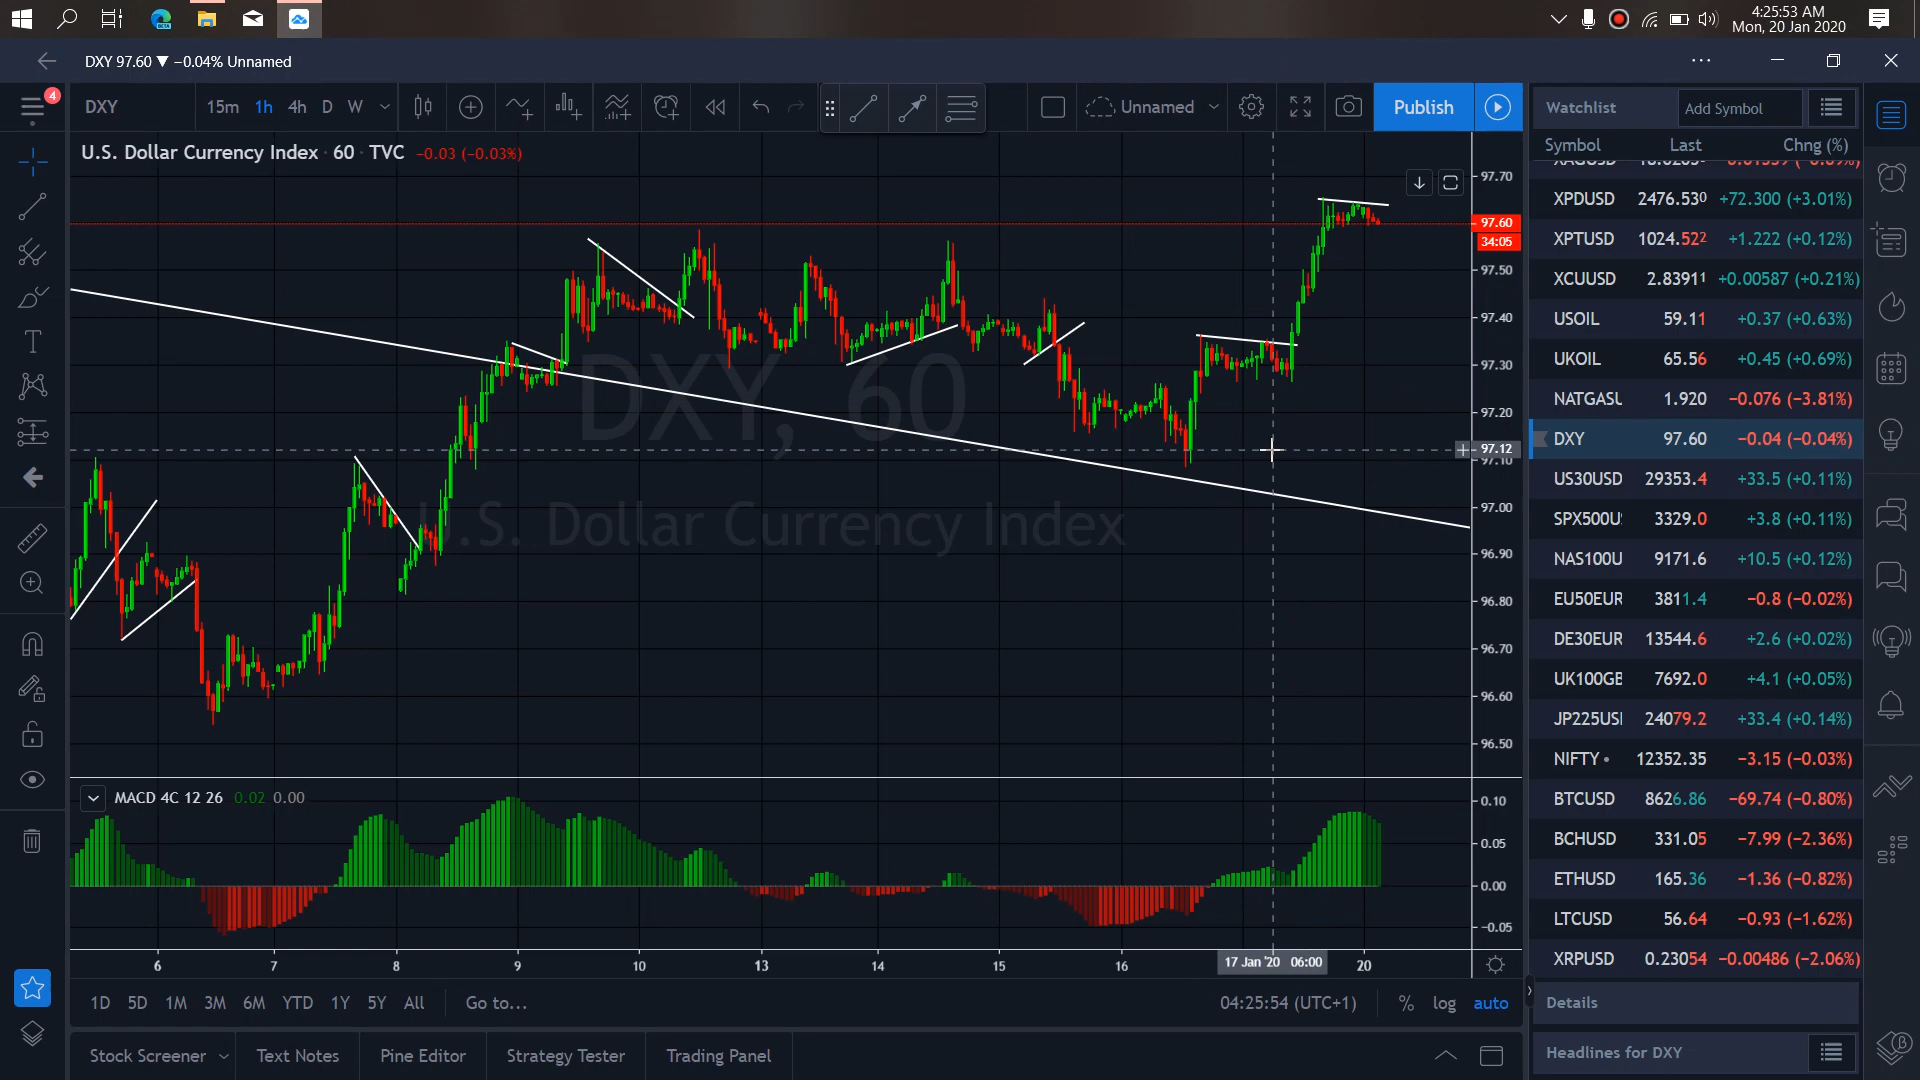 BETA
4:25:53 AM
Mon, 20 Jan 2020
DXY 97.60 ▼ −0.04% Unnamed
4
DXY 15m 1h 4h D W
Unnamed
Publish
U.S. Dollar Currency Index · 60 · TVC −0.03 (−0.03%)
DXY, 60
U.S. Dollar Currency Index
97.70
97.60
34:05
97.50
97.40
97.30
97.20
97.12
97.10
97.00
96.90
96.80
96.70
96.60
96.50
MACD 4C 12 26 0.02 0.00
0.10
0.05
0.00
−0.05
6 7 8 9 10 13 14 15 16 17 Jan '20 06:00 20
1D 5D 1M 3M 6M YTD 1Y 5Y All Go to...
04:25:54 (UTC+1) % log auto
Stock Screener Text Notes Pine Editor Strategy Tester Trading Panel
Watchlist Add Symbol
Symbol Last Chng (%)
XPDUSD 2476.530 +72.300 (+3.01%)
XPTUSD 1024.522 +1.222 (+0.12%)
XCUUSD 2.83911 +0.00587 (+0.21%)
USOIL 59.11 +0.37 (+0.63%)
UKOIL 65.56 +0.45 (+0.69%)
NATGASU 1.920 −0.076 (−3.81%)
DXY 97.60 −0.04 (−0.04%)
US30USD 29353.4 +33.5 (+0.11%)
SPX500U 3329.0 +3.8 (+0.11%)
NAS100U 9171.6 +10.5 (+0.12%)
EU50EUR 3811.4 −0.8 (−0.02%)
DE30EUR 13544.6 +2.6 (+0.02%)
UK100GB 7692.0 +4.1 (+0.05%)
JP225US 24079.2 +33.4 (+0.14%)
NIFTY 12352.35 −3.15 (−0.03%)
BTCUSD 8626.86 −69.74 (−0.80%)
BCHUSD 331.05 −7.99 (−2.36%)
ETHUSD 165.36 −1.36 (−0.82%)
LTCUSD 56.64 −0.93 (−1.62%)
XRPUSD 0.23054 −0.00486 (−2.06%)
Details
Headlines for DXY